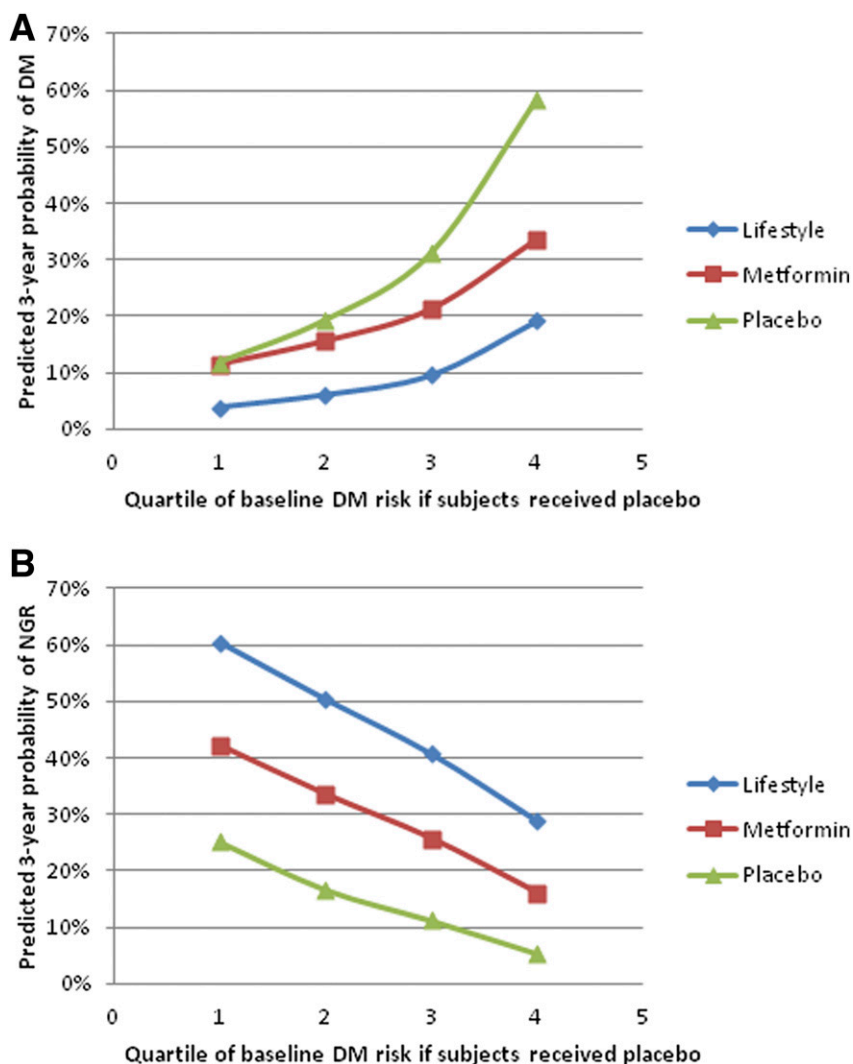 A
Predicted 3-year probability of DM
70%
60%
50%
40%
30%
20%
10%
0%
0 1 2 3 4 5
Quartile of baseline DM risk if subjects received placebo
Lifestyle
Metformin
Placebo
B
Predicted 3-year probability of NGR
70%
60%
50%
40%
30%
20%
10%
0%
0 1 2 3 4 5
Quartile of baseline DM risk if subjects received placebo
Lifestyle
Metformin
Placebo